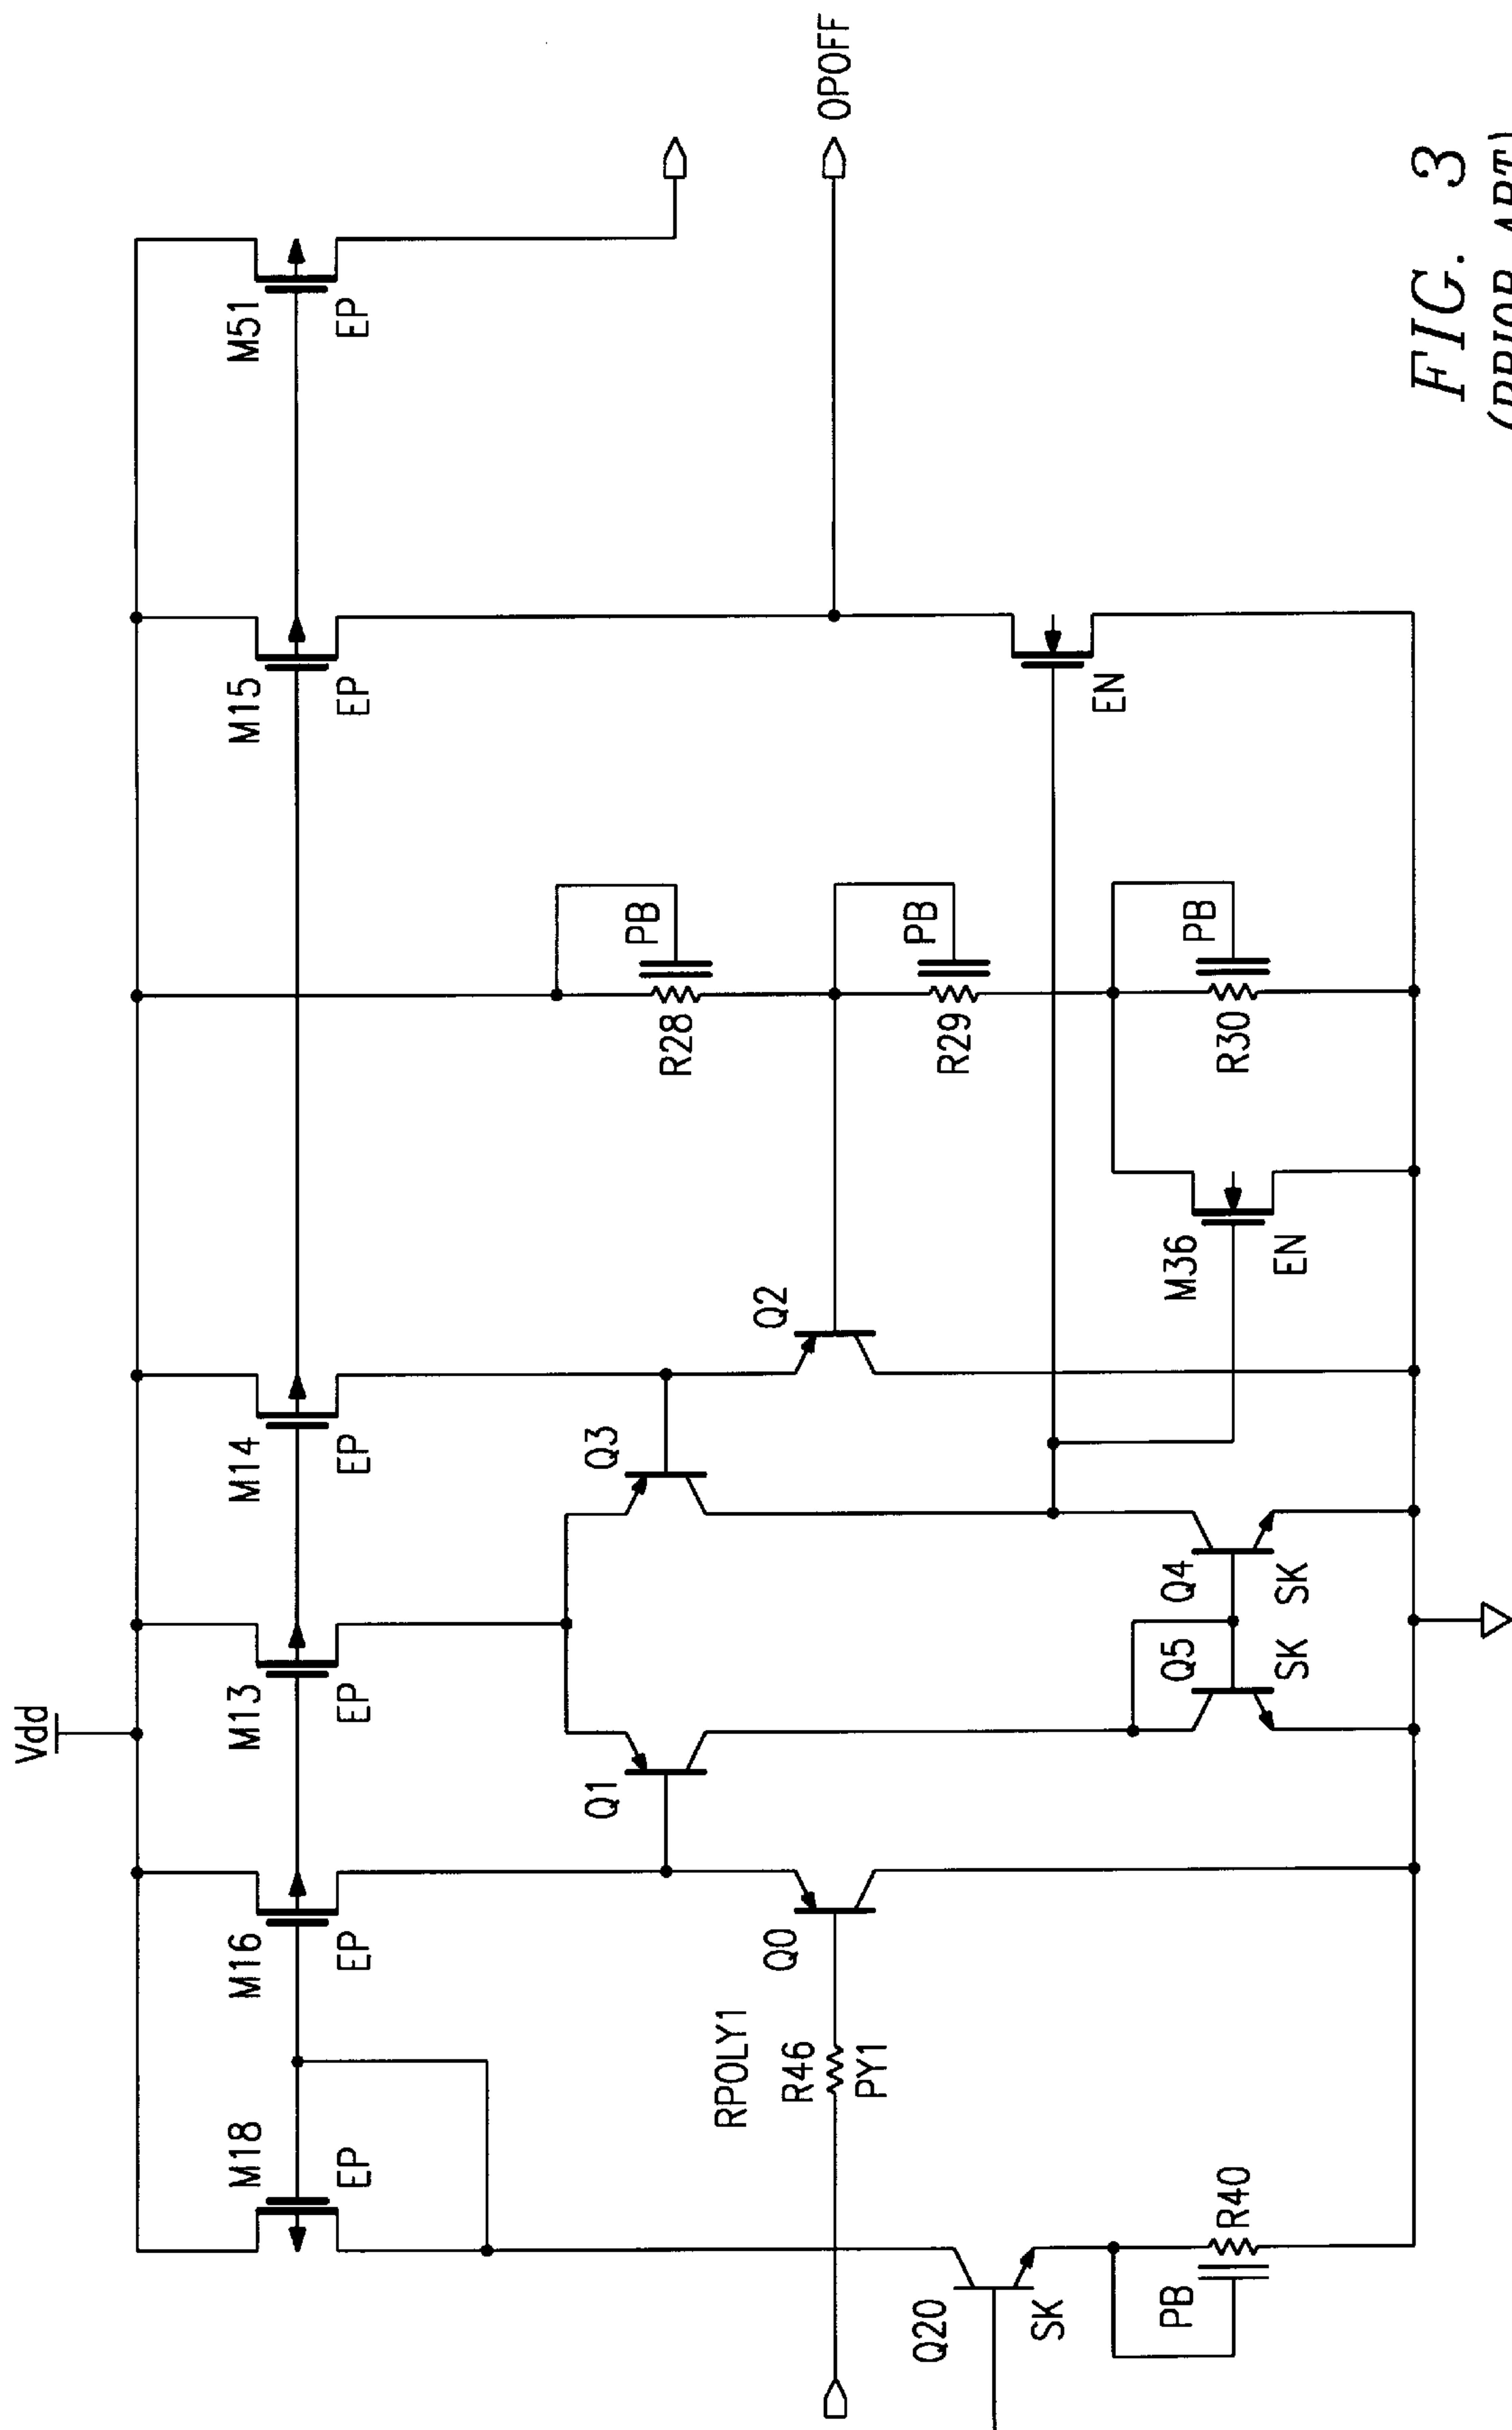 Vdd
M18
EP
M16
EP
M13
EP
M14
EP
M15
EP
M51
EP
Q1
Q3
Q2
RPOLY1
R46
PY1
Q0
R28
PB
R29
PB
R30
PB
OPOFF
Q20
SK
PB
R40
Q5
SK
Q4
SK
M36
EN
EN
FIG. 3
(PRIOR ART)